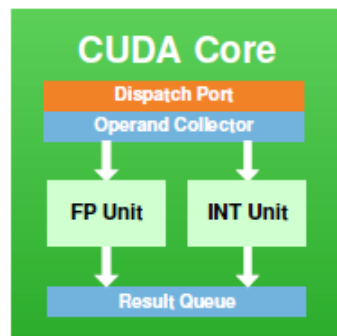 CUDA Core
Dispatch Port
Operand Collector
FP Unit INT Unit
Result Queue